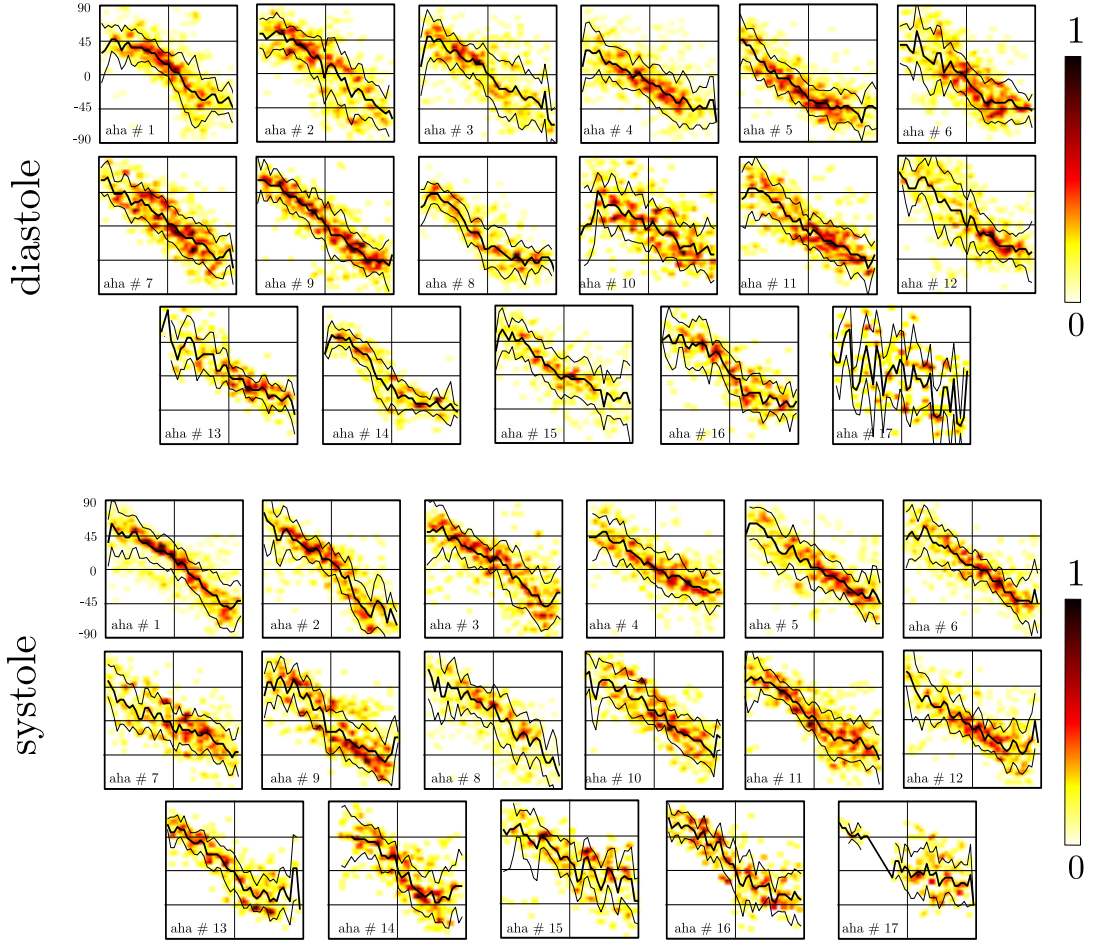 90
45
0
-45
-90
diastole
aha # 1
aha # 2
aha # 3
aha # 4
aha # 5
aha # 6
1
aha # 7
aha # 9
aha # 8
aha # 10
aha # 11
aha # 12
0
aha # 13
aha # 14
aha # 15
aha # 16
aha # 17
90
45
0
-45
-90
systole
aha # 1
aha # 2
aha # 3
aha # 4
aha # 5
aha # 6
1
aha # 7
aha # 9
aha # 8
aha # 10
aha # 11
aha # 12
0
aha # 13
aha # 14
aha # 15
aha # 16
aha # 17